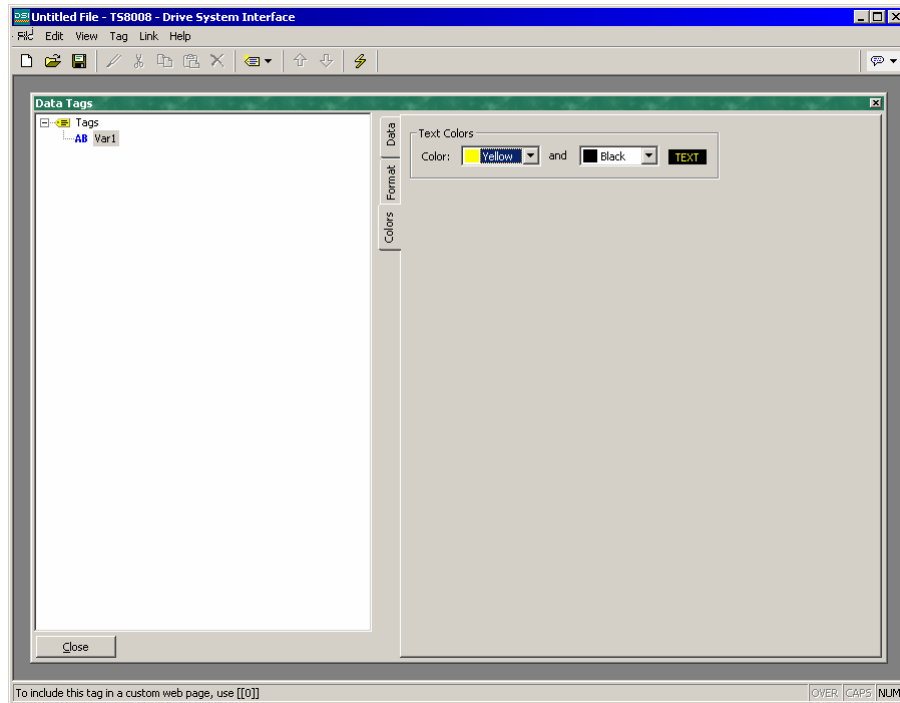 Untitled File - TS8008 - Drive System Interface
File Edit View Tag Link Help
Data Tags
Tags
AB Var1
Data
Format
Colors
Text Colors
Color: Yellow and Black TEXT
Close
To include this tag in a custom web page, use [[0]] OVER CAPS NUM